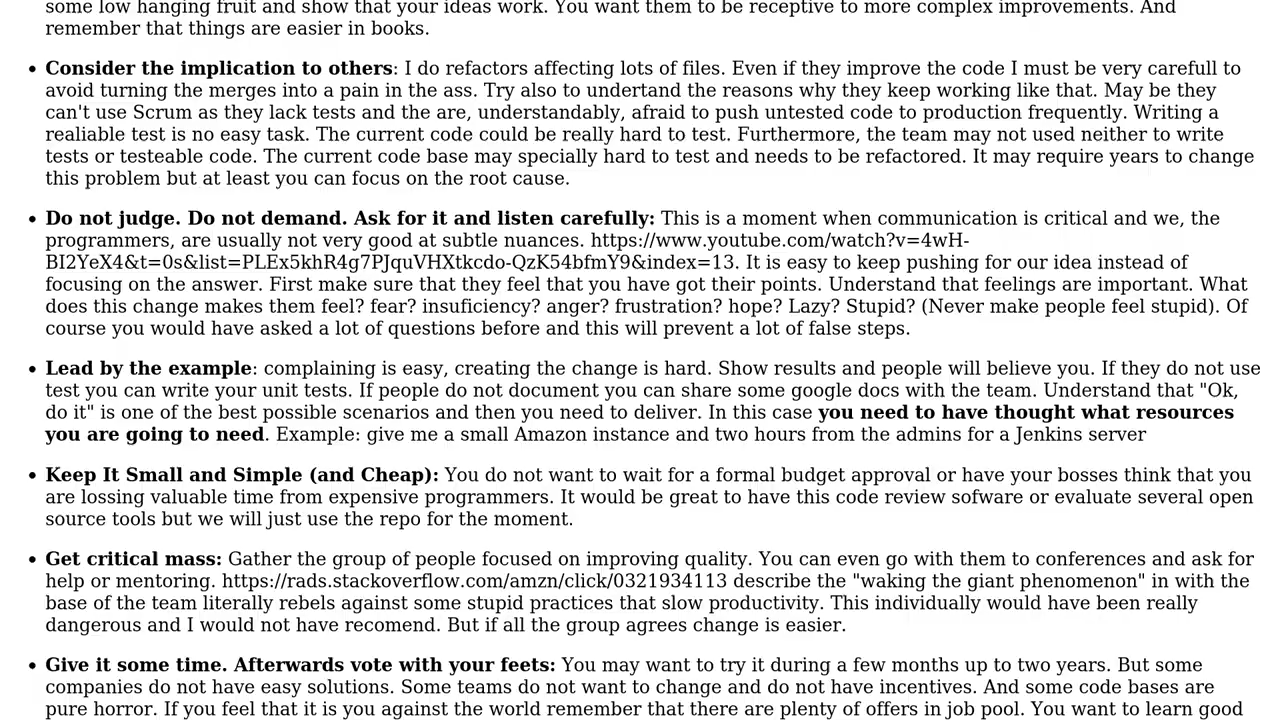 some low hanging fruit and show that your ideas work. You want them to be receptive to more complex improvements. And
remember that things are easier in books.
• Consider the implication to others: I do refactors affecting lots of files. Even if they improve the code I must be very carefull to
avoid turning the merges into a pain in the ass. Try also to undertand the reasons why they keep working like that. May be they
can't use Scrum as they lack tests and the are, understandably, afraid to push untested code to production frequently. Writing a
realiable test is no easy task. The current code could be really hard to test. Furthermore, the team may not used neither to write
tests or testeable code. The current code base may specially hard to test and needs to be refactored. It may require years to change
this problem but at least you can focus on the root cause.
• Do not judge. Do not demand. Ask for it and listen carefully: This is a moment when communication is critical and we, the
programmers, are usually not very good at subtle nuances. https://www.youtube.com/watch?v=4wH-
BI2YeX4&t=0s&list=PLEx5khR4g7PJquVHXtkcdo-QzK54bfmY9&index=13. It is easy to keep pushing for our idea instead of
focusing on the answer. First make sure that they feel that you have got their points. Understand that feelings are important. What
does this change makes them feel? fear? insuficiency? anger? frustration? hope? Lazy? Stupid? (Never make people feel stupid). Of
course you would have asked a lot of questions before and this will prevent a lot of false steps.
• Lead by the example: complaining is easy, creating the change is hard. Show results and people will believe you. If they do not use
test you can write your unit tests. If people do not document you can share some google docs with the team. Understand that "Ok,
do it" is one of the best possible scenarios and then you need to deliver. In this case you need to have thought what resources
you are going to need. Example: give me a small Amazon instance and two hours from the admins for a Jenkins server
• Keep It Small and Simple (and Cheap): You do not want to wait for a formal budget approval or have your bosses think that you
are lossing valuable time from expensive programmers. It would be great to have this code review sofware or evaluate several open
source tools but we will just use the repo for the moment.
• Get critical mass: Gather the group of people focused on improving quality. You can even go with them to conferences and ask for
help or mentoring. https://rads.stackoverflow.com/amzn/click/0321934113 describe the "waking the giant phenomenon" in with the
base of the team literally rebels against some stupid practices that slow productivity. This individually would have been really
dangerous and I would not have recomend. But if all the group agrees change is easier.
• Give it some time. Afterwards vote with your feets: You may want to try it during a few months up to two years. But some
companies do not have easy solutions. Some teams do not want to change and do not have incentives. And some code bases are
pure horror. If you feel that it is you against the world remember that there are plenty of offers in job pool. You want to learn good